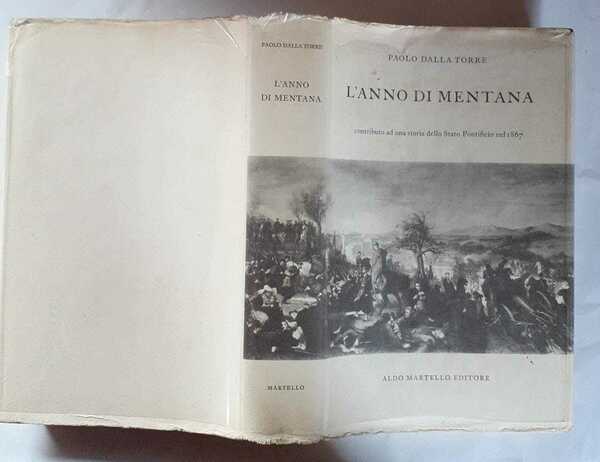 PAOLO DALLA TORRE
L'ANNO
DI MENTANA
MARTELLO
PAOLO DALLA TORRE
L'ANNO DI MENTANA
contributo ad una storia dello Stato Pontificio nel 1867
ALDO MARTELLO EDITORE